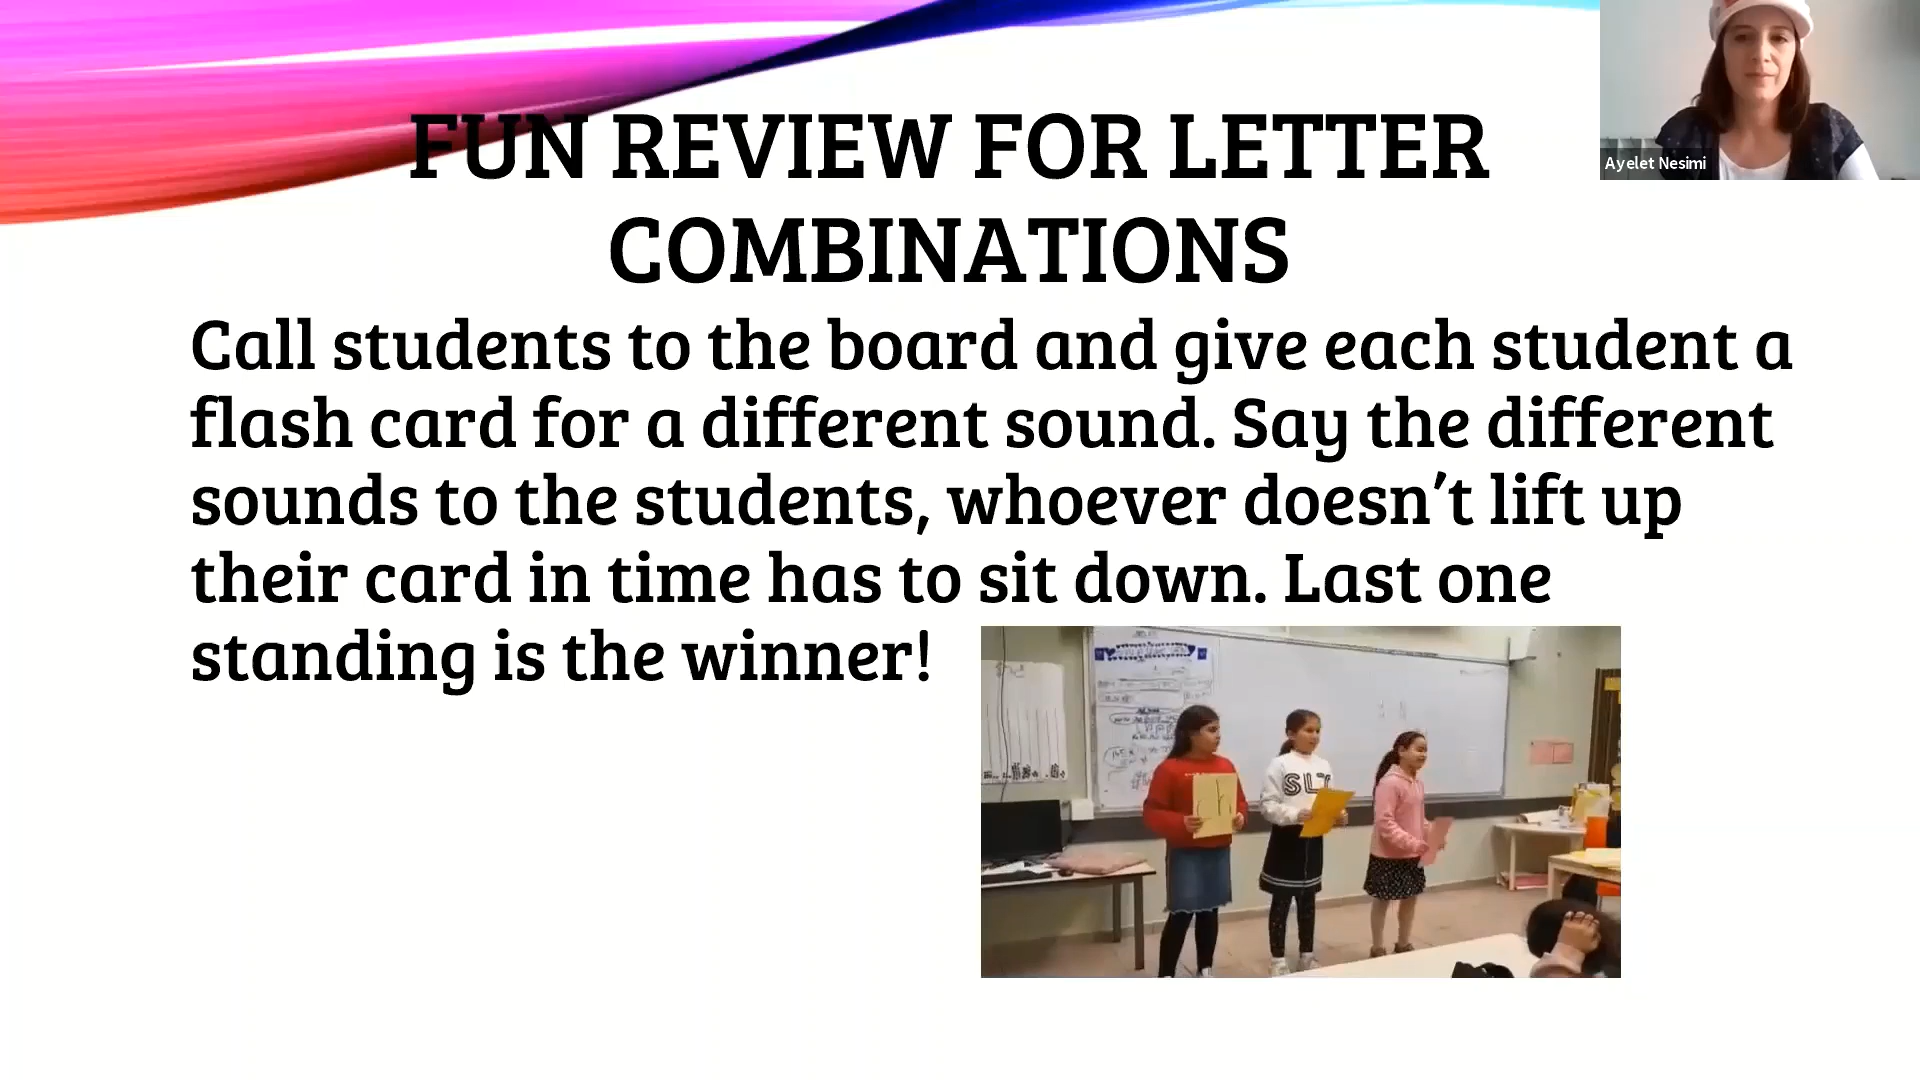 FUN REVIEW FOR LETTER
COMBINATIONS
Ayelet Nesimi
Call students to the board and give each student a
flash card for a different sound. Say the different
sounds to the students, whoever doesn’t lift up
their card in time has to sit down. Last one
standing is the winner!
ch